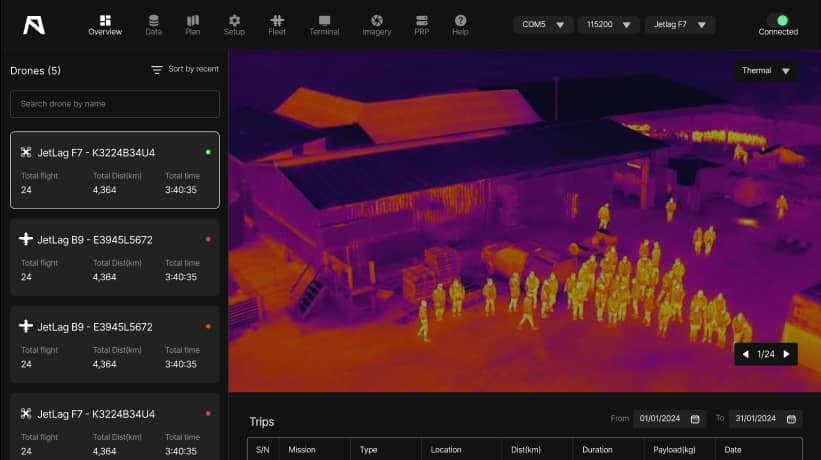 Overview
Data
Plan
Setup
Fleet
Terminal
Imagery
PRP
Help
COM5
115200
Jetlag F7
Connected
Drones (5)
Sort by recent
Search drone by name
JetLag F7 - K3224B34U4
Total flight Total Dist(km) Total time
24 4,364 3:40:35
JetLag B9 - E3945L5672
Total flight Total Dist(km) Total time
24 4,364 3:40:35
JetLag B9 - E3945L5672
Total flight Total Dist(km) Total time
24 4,364 3:40:35
JetLag F7 - K3224B34U4
Total flight Total Dist(km) Total time
24 4,364 3:40:35
Thermal
1/24
Trips
From 01/01/2024 To 31/01/2024
S/N Mission Type Location Dist(km) Duration Payload(kg) Date